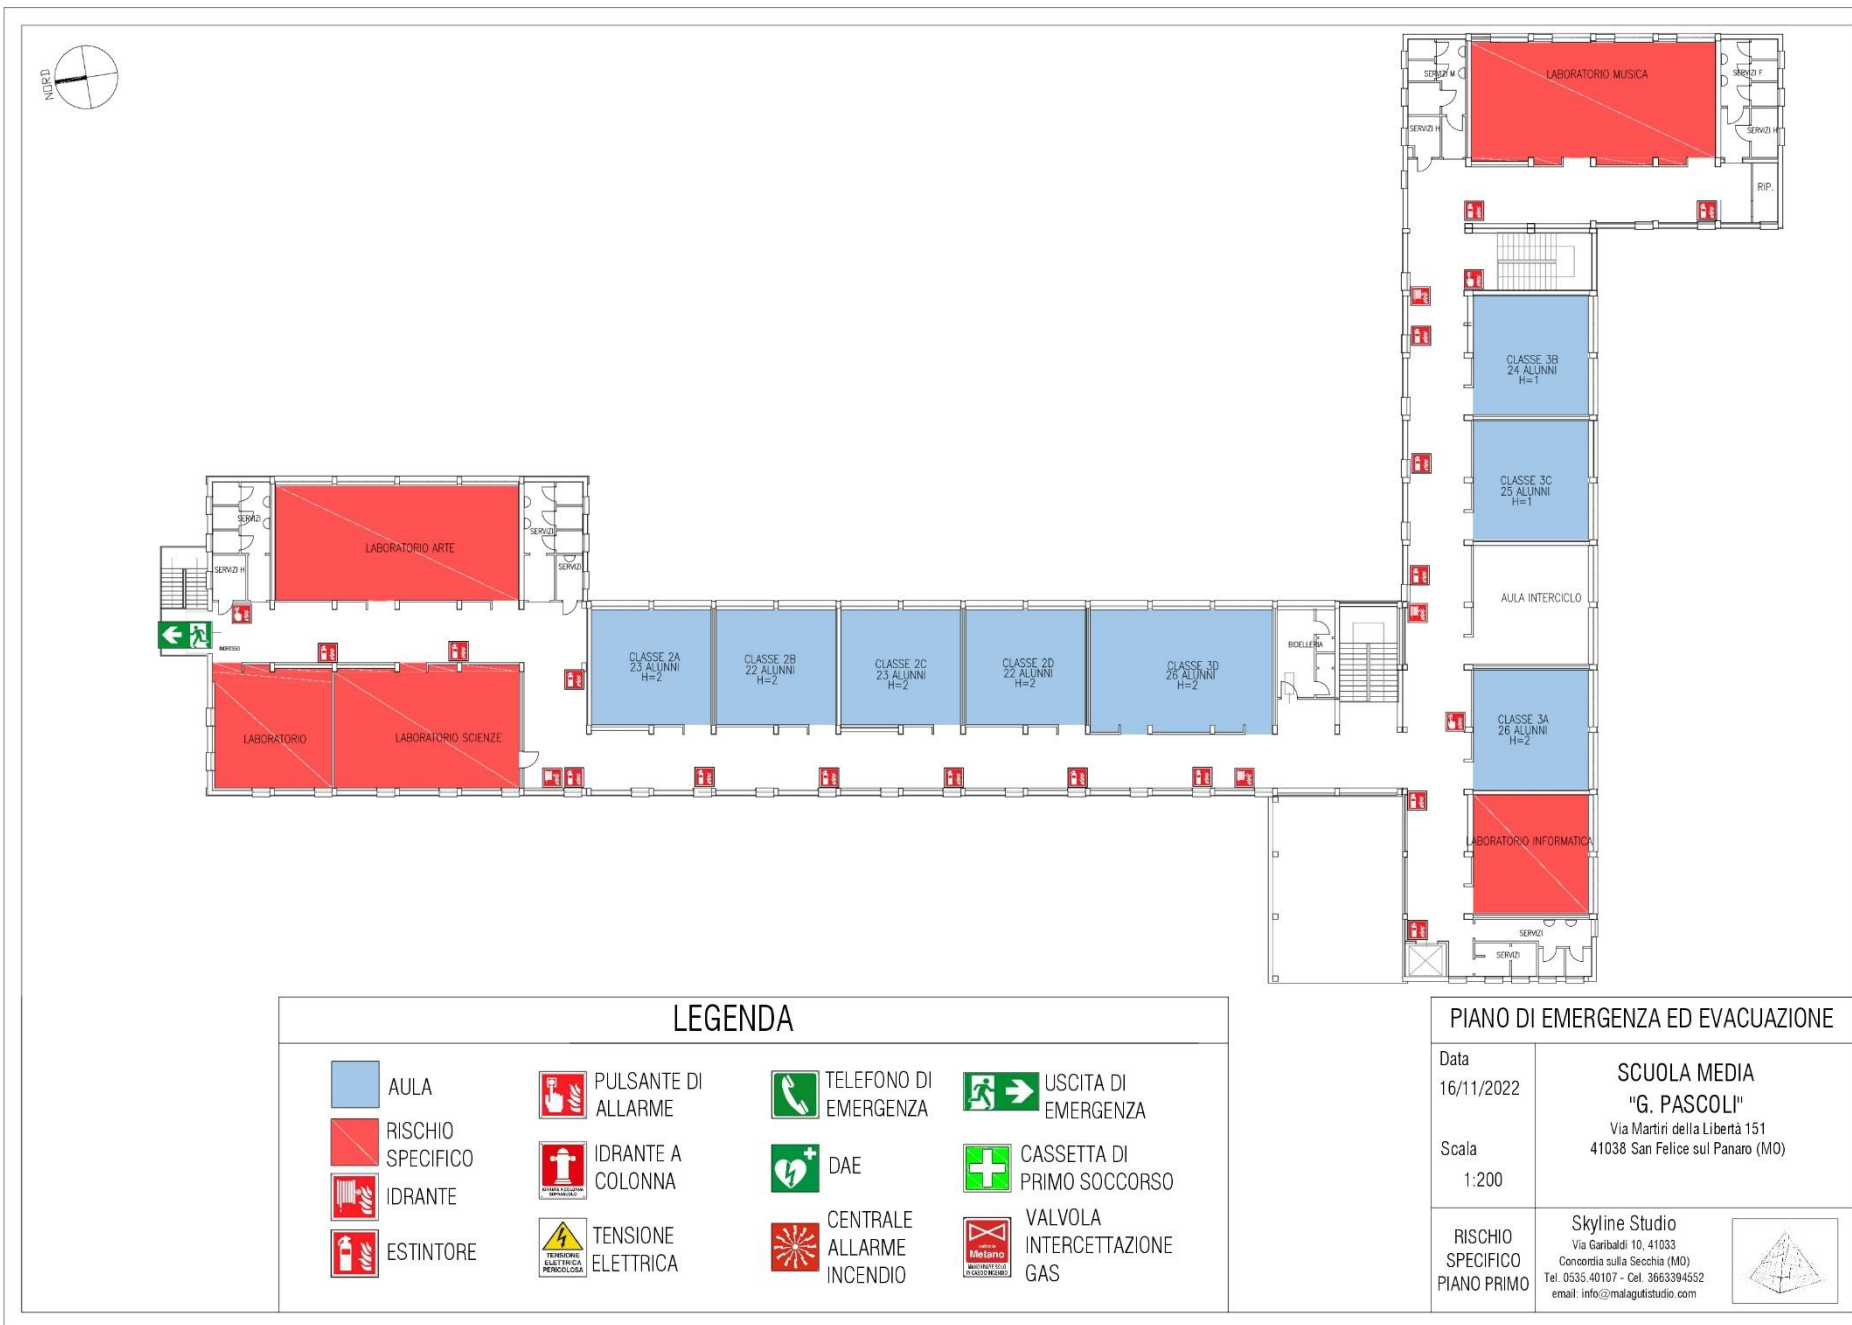 NORD
SERVIZI M
LABORATORIO MUSICA
SERVIZI F
SERVIZI H
SERVIZI H
RIP.
CLASSE 3B
24 ALUNNI
H=1
CLASSE 3C
25 ALUNNI
H=1
AULA INTERCICLO
CLASSE 3A
26 ALUNNI
H=2
LABORATORIO INFORMATICA
SERVIZI
SERVIZI
SERVIZI
LABORATORIO ARTE
SERVIZI
SERVIZI H
SERVIZI
INGRESSO
LABORATORIO
LABORATORIO SCIENZE
CLASSE 2A
23 ALUNNI
H=2
CLASSE 2B
22 ALUNNI
H=2
CLASSE 2C
23 ALUNNI
H=2
CLASSE 2D
22 ALUNNI
H=2
CLASSE 3D
26 ALUNNI
H=2
BIDELLERIA
LEGENDA
AULA
RISCHIO
SPECIFICO
IDRANTE
ESTINTORE
PULSANTE DI
ALLARME
IDRANTE A
COLONNA
TENSIONE
ELETTRICA
PERICOLOSA
TENSIONE
ELETTRICA
TELEFONO DI
EMERGENZA
DAE
CENTRALE
ALLARME
INCENDIO
USCITA DI
EMERGENZA
CASSETTA DI
PRIMO SOCCORSO
Metano
VALVOLA
INTERCETTAZIONE
GAS
PIANO DI EMERGENZA ED EVACUAZIONE
Data
16/11/2022
Scala
1:200
SCUOLA MEDIA
"G. PASCOLI"
Via Martiri della Libertà 151
41038 San Felice sul Panaro (MO)
RISCHIO
SPECIFICO
PIANO PRIMO
Skyline Studio
Via Garibaldi 10, 41033
Concordia sulla Secchia (MO)
Tel. 0535.40107 - Cel. 3663394552
email: info@malagutistudio.com